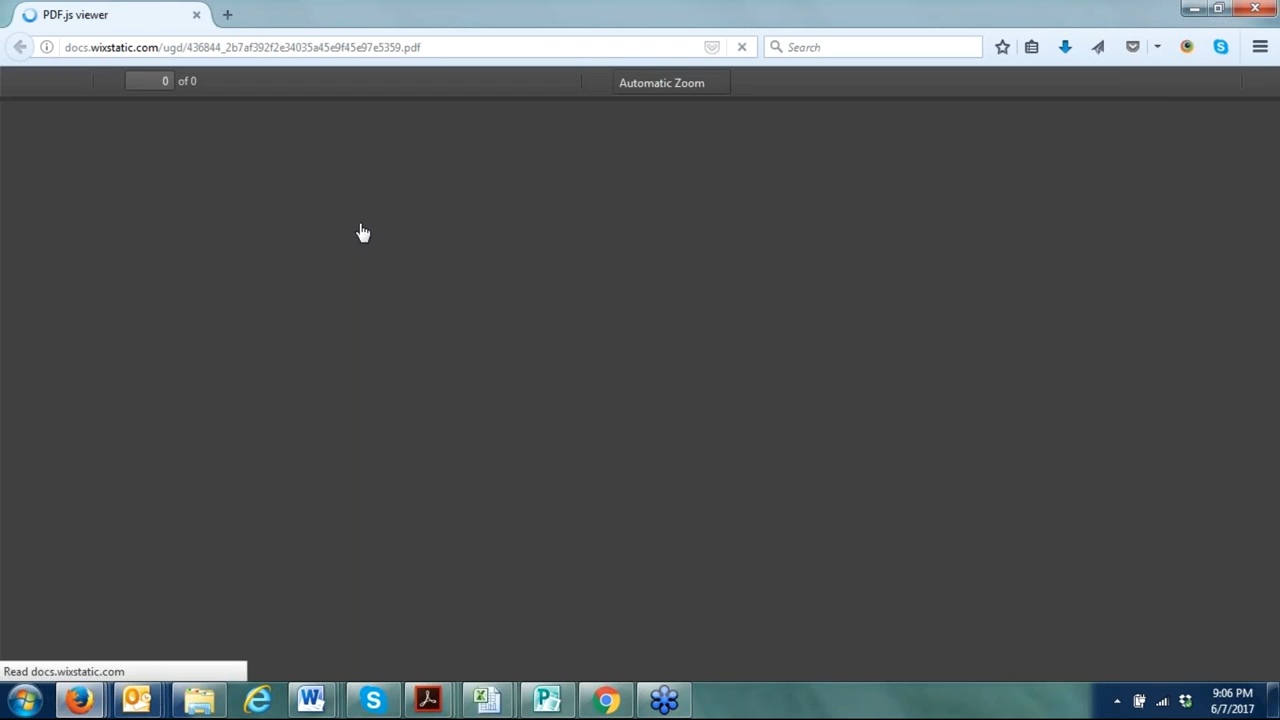 PDF.js viewer
docs.wixstatic.com/ugd/436844_2b7af392f2e34035a45e9f45e97e5359.pdf
Search
0 of 0
Automatic Zoom
Read docs.wixstatic.com
9:06 PM
6/7/2017